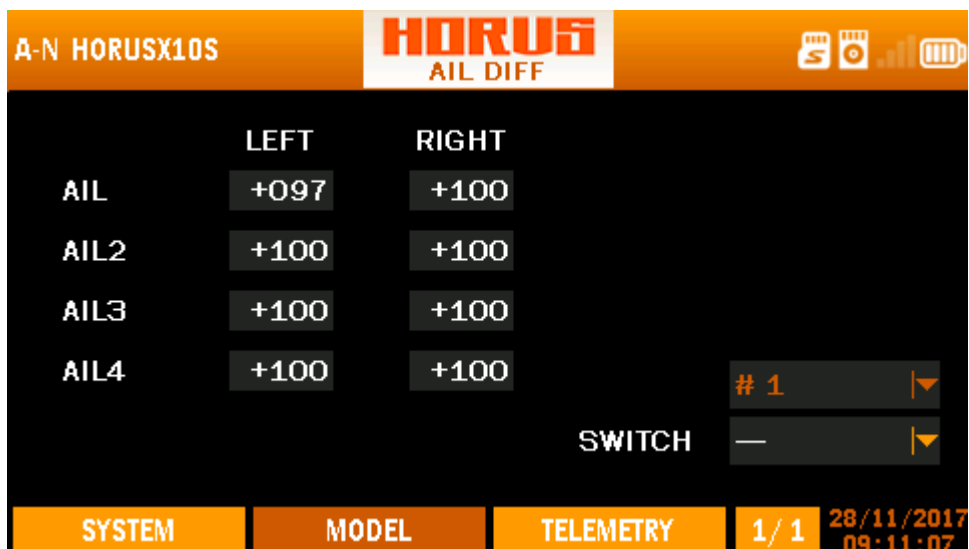 A-N HORUSX10S
HORUS
AIL DIFF
LEFT RIGHT
AIL +097 +100
AIL2 +100 +100
AIL3 +100 +100
AIL4 +100 +100
# 1
SWITCH —
SYSTEM MODEL TELEMETRY 1/1 28/11/2017
09:11:07